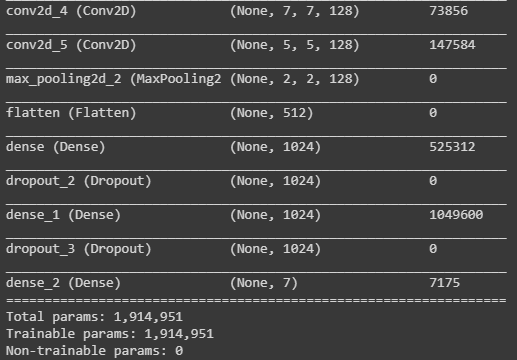 conv2d_4 (Conv2D) (None, 7, 7, 128) 73856
conv2d_5 (Conv2D) (None, 5, 5, 128) 147584
max_pooling2d_2 (MaxPooling2 (None, 2, 2, 128) 0
flatten (Flatten) (None, 512) 0
dense (Dense) (None, 1024) 525312
dropout_2 (Dropout) (None, 1024) 0
dense_1 (Dense) (None, 1024) 1049600
dropout_3 (Dropout) (None, 1024) 0
dense_2 (Dense) (None, 7) 7175
Total params: 1,914,951
Trainable params: 1,914,951
Non-trainable params: 0